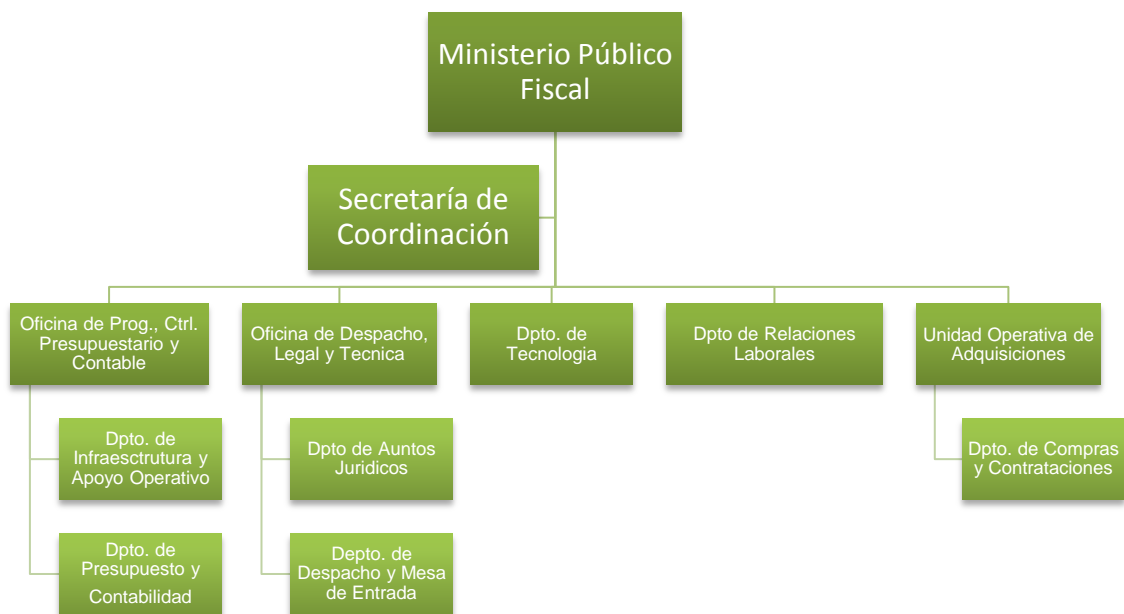 Ministerio Público
Fiscal
Secretaría de
Coordinación
Oficina de Prog., Ctrl.
Presupuestario y
Contable
Oficina de Despacho,
Legal y Tecnica
Dpto. de
Tecnologia
Dpto de Relaciones
Laborales
Unidad Operativa de
Adquisiciones
Dpto. de
Infraesctrutura y
Apoyo Operativo
Dpto de Auntos
Juridicos
Dpto. de Compras
y Contrataciones
Dpto. de
Presupuesto y
Contabilidad
Depto. de
Despacho y Mesa
de Entrada